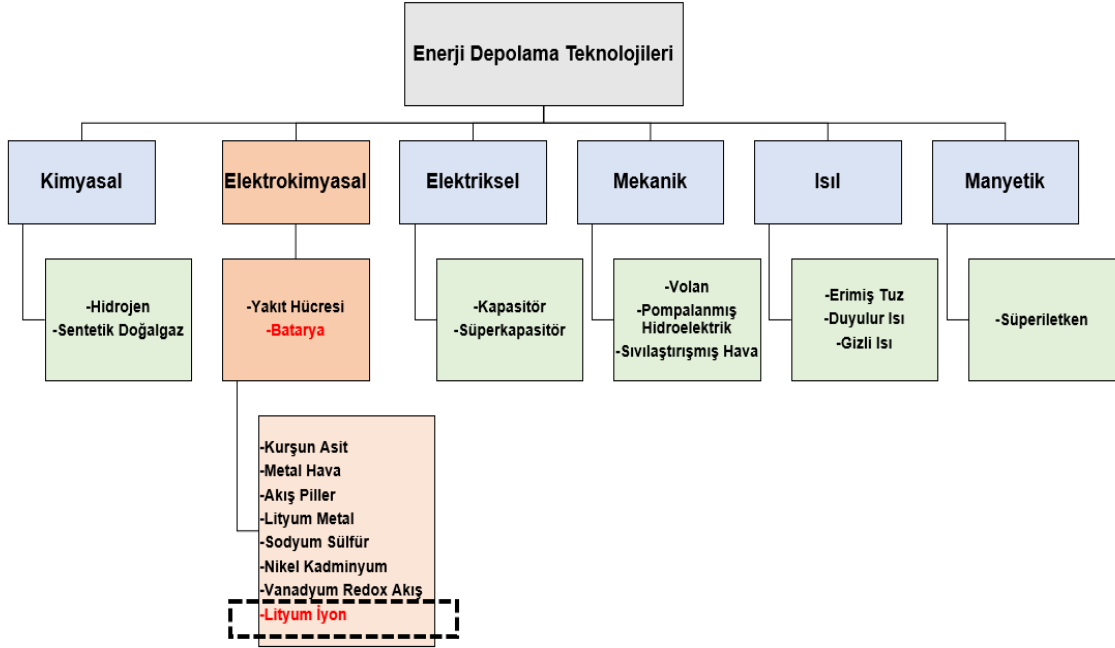 Enerji Depolama Teknolojileri
Kimyasal
Elektrokimyasal
Elektriksel
Mekanik
Isıl
Manyetik
-Hidrojen
-Sentetik Doğalgaz
-Yakıt Hücresi
-Batarya
-Kapasitör
-Süperkapasitör
-Volan
-Pompalanmış
Hidroelektrik
-Sıvılaştırışmış Hava
-Erimiş Tuz
-Duyulur Isı
-Gizli Isı
-Süperiletken
-Kurşun Asit
-Metal Hava
-Akış Piller
-Lityum Metal
-Sodyum Sülfür
-Nikel Kadminyum
-Vanadyum Redox Akış
-Lityum İyon